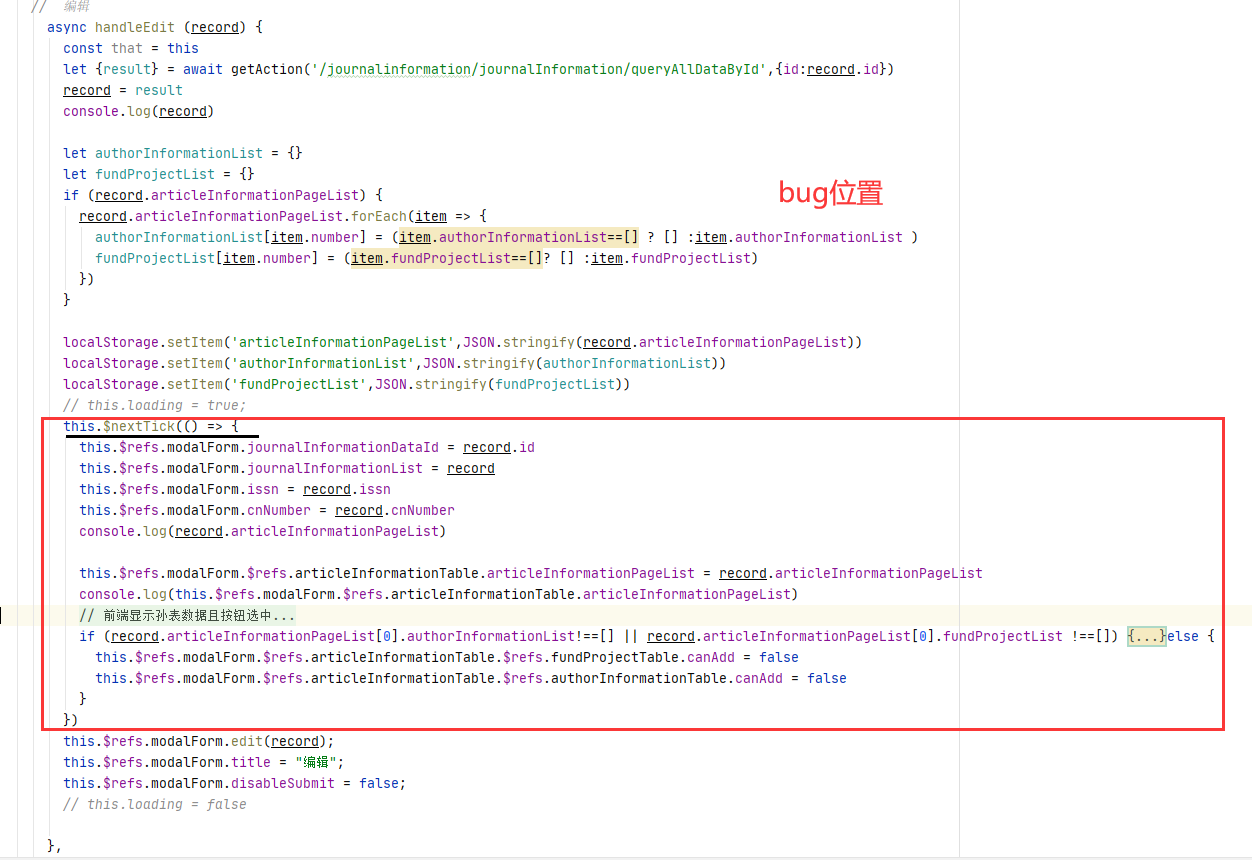 // 编辑
async handleEdit (record) {
const that = this
let {result} = await getAction('/journalinformation/journalInformation/queryAllDataById',{id:record.id})
record = result
console.log(record)
let authorInformationList = {}
let fundProjectList = {}
if (record.articleInformationPageList) {
bug位置
record.articleInformationPageList.forEach(item => {
authorInformationList[item.number] = (item.authorInformationList==[] ? [] :item.authorInformationList )
fundProjectList[item.number] = (item.fundProjectList==[]? [] :item.fundProjectList)
})
}
localStorage.setItem('articleInformationPageList',JSON.stringify(record.articleInformationPageList))
localStorage.setItem('authorInformationList',JSON.stringify(authorInformationList))
localStorage.setItem('fundProjectList',JSON.stringify(fundProjectList))
// this.loading = true;
this.$nextTick(() => {
this.$refs.modalForm.journalInformationDataId = record.id
this.$refs.modalForm.journalInformationList = record
this.$refs.modalForm.issn = record.issn
this.$refs.modalForm.cnNumber = record.cnNumber
console.log(record.articleInformationPageList)
this.$refs.modalForm.$refs.articleInformationTable.articleInformationPageList = record.articleInformationPageList
console.log(this.$refs.modalForm.$refs.articleInformationTable.articleInformationPageList)
// 前端显示孙表数据且按钮选中...
if (record.articleInformationPageList[0].authorInformationList!==[] || record.articleInformationPageList[0].fundProjectList !==[]) {...}else {
this.$refs.modalForm.$refs.articleInformationTable.$refs.fundProjectTable.canAdd = false
this.$refs.modalForm.$refs.articleInformationTable.$refs.authorInformationTable.canAdd = false
}
})
this.$refs.modalForm.edit(record);
this.$refs.modalForm.title = "编辑";
this.$refs.modalForm.disableSubmit = false;
// this.loading = false
},